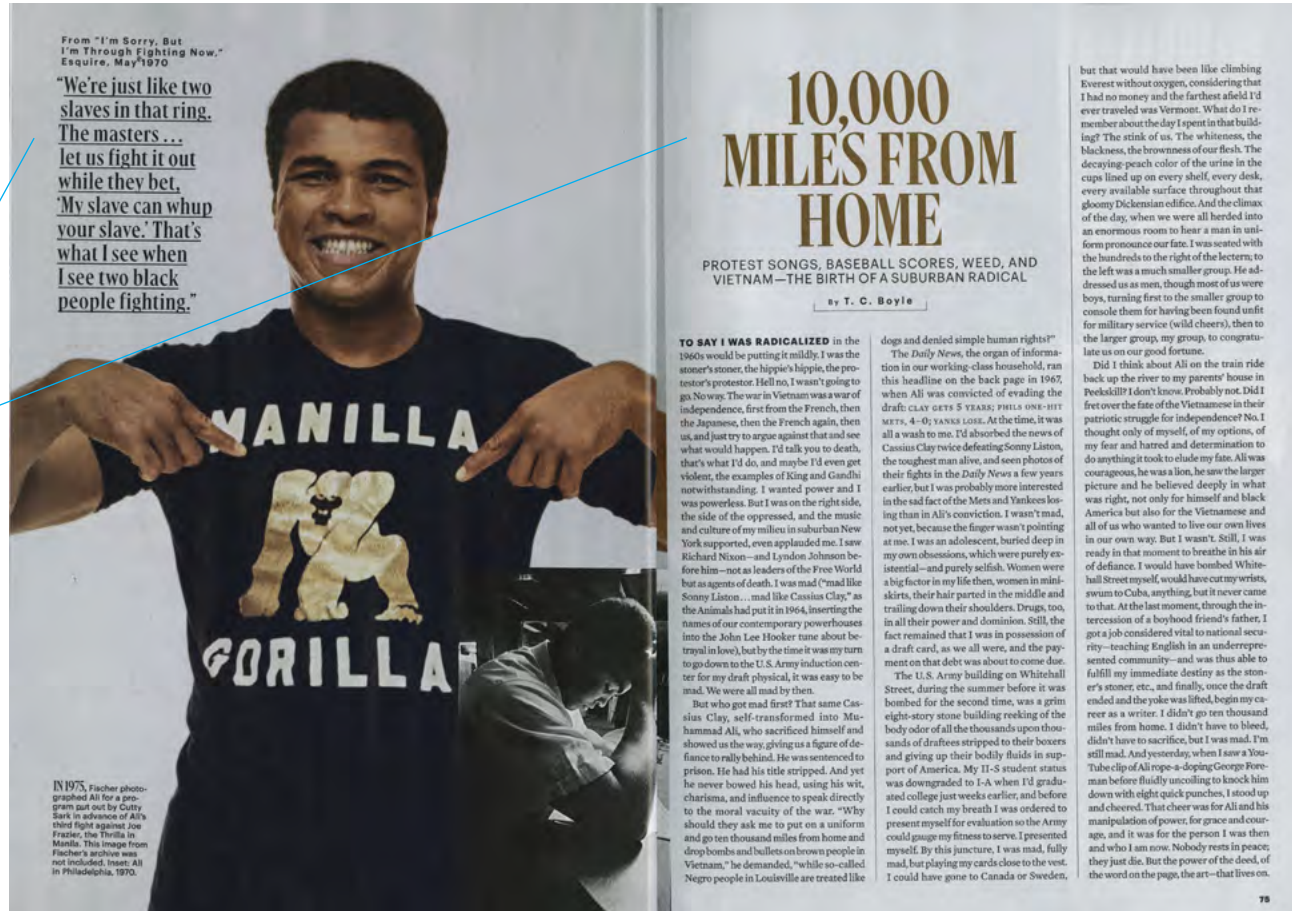 From "I'm Sorry, But
I'm Through Fighting Now,"
Esquire, May 1970
"We're just like two
slaves in that ring.
The masters ...
let us fight it out
while they bet,
'My slave can whup
your slave.' That's
what I see when
I see two black
people fighting."
MANILLA
GORILLA
IN 1975, Fischer photo-
graphed Ali for a pro-
gram put out by Cutty
Sark in advance of Ali's
third fight against Joe
Frazier, the Thrilla in
Manila. This image from
Fischer's archive was
not included. Inset: Ali
in Philadelphia, 1970.
10,000
MILES FROM
HOME
PROTEST SONGS, BASEBALL SCORES, WEED, AND
VIETNAM—THE BIRTH OF A SUBURBAN RADICAL
By T. C. Boyle
TO SAY I WAS RADICALIZED in the
1960s would be putting it mildly. I was the
stoner's stoner, the hippie's hippie, the pro-
testor's protestor. Hell no, I wasn't going to
go. No way. The war in Vietnam was a war of
independence, first from the French, then
the Japanese, then the French again, then
us, and just try to argue against that and see
what would happen. I'd talk you to death,
that's what I'd do, and maybe I'd even get
violent, the examples of King and Gandhi
notwithstanding. I wanted power and I
was powerless. But I was on the right side,
the side of the oppressed, and the music
and culture of my milieu in suburban New
York supported, even applauded me. I saw
Richard Nixon—and Lyndon Johnson be-
fore him—not as leaders of the Free World
but as agents of death. I was mad ("mad like
Sonny Liston...mad like Cassius Clay," as
the Animals had put it in 1964, inserting the
names of our contemporary powerhouses
into the John Lee Hooker tune about be-
trayal in love), but by the time it was my turn
to go down to the U.S. Army induction cen-
ter for my draft physical, it was easy to be
mad. We were all mad by then.
But who got mad first? That same Cas-
sius Clay, self-transformed into Mu-
hammad Ali, who sacrificed himself and
showed us the way, giving us a figure of de-
fiance to rally behind. He was sentenced to
prison. He had his title stripped. And yet
he never bowed his head, using his wit,
charisma, and influence to speak directly
to the moral vacuity of the war. "Why
should they ask me to put on a uniform
and go ten thousand miles from home and
drop bombs and bullets on brown people in
Vietnam," he demanded, "while so-called
Negro people in Louisville are treated like
dogs and denied simple human rights?"
The Daily News, the organ of informa-
tion in our working-class household, ran
this headline on the back page in 1967,
when Ali was convicted of evading the
draft: CLAY GETS 5 YEARS; PHILS ONE-HIT
METS, 4–0; YANKS LOSE. At the time, it was
all a wash to me. I'd absorbed the news of
Cassius Clay twice defeating Sonny Liston,
the toughest man alive, and seen photos of
their fights in the Daily News a few years
earlier, but I was probably more interested
in the sad fact of the Mets and Yankees los-
ing than in Ali's conviction. I wasn't mad,
not yet, because the finger wasn't pointing
at me. I was an adolescent, buried deep in
my own obsessions, which were purely ex-
istential—and purely selfish. Women were
a big factor in my life then, women in mini-
skirts, their hair parted in the middle and
trailing down their shoulders. Drugs, too,
in all their power and dominion. Still, the
fact remained that I was in possession of
a draft card, as we all were, and the pay-
ment on that debt was about to come due.
The U.S. Army building on Whitehall
Street, during the summer before it was
bombed for the second time, was a grim
eight-story stone building reeking of the
body odor of all the thousands upon thou-
sands of draftees stripped to their boxers
and giving up their bodily fluids in sup-
port of America. My II-S student status
was downgraded to I-A when I'd gradu-
ated college just weeks earlier, and before
I could catch my breath I was ordered to
present myself for evaluation so the Army
could gauge my fitness to serve. I presented
myself. By this juncture, I was mad, fully
mad, but playing my cards close to the vest.
I could have gone to Canada or Sweden,
but that would have been like climbing
Everest without oxygen, considering that
I had no money and the farthest afield I'd
ever traveled was Vermont. What do I re-
member about the day I spent in that build-
ing? The stink of us. The whiteness, the
blackness, the brownness of our flesh. The
decaying-peach color of the urine in the
cups lined up on every shelf, every desk,
every available surface throughout that
gloomy Dickensian edifice. And the climax
of the day, when we were all herded into
an enormous room to hear a man in uni-
form pronounce our fate. I was seated with
the hundreds to the right of the lectern; to
the left was a much smaller group. He ad-
dressed us as men, though most of us were
boys, turning first to the smaller group to
console them for having been found unfit
for military service (wild cheers), then to
the larger group, my group, to congratu-
late us on our good fortune.
Did I think about Ali on the train ride
back up the river to my parents' house in
Peekskill? I don't know. Probably not. Did I
fret over the fate of the Vietnamese in their
patriotic struggle for independence? No. I
thought only of myself, of my options, of
my fear and hatred and determination to
do anything it took to elude my fate. Ali was
courageous, he was a lion, he saw the larger
picture and he believed deeply in what
was right, not only for himself and black
America but also for the Vietnamese and
all of us who wanted to live our own lives
in our own way. But I wasn't. Still, I was
ready in that moment to breathe in his air
of defiance. I would have bombed White-
hall Street myself, would have cut my wrists,
swum to Cuba, anything, but it never came
to that. At the last moment, through the in-
tercession of a boyhood friend's father, I
got a job considered vital to national secu-
rity—teaching English in an underrepre-
sented community—and was thus able to
fulfill my immediate destiny as the ston-
er's stoner, etc., and finally, once the draft
ended and the yoke was lifted, begin my ca-
reer as a writer. I didn't go ten thousand
miles from home. I didn't have to bleed,
didn't have to sacrifice, but I was mad. I'm
still mad. And yesterday, when I saw a You-
Tube clip of Ali rope-a-doping George Fore-
man before fluidly uncoiling to knock him
down with eight quick punches, I stood up
and cheered. That cheer was for Ali and his
manipulation of power, for grace and cour-
age, and it was for the person I was then
and who I am now. Nobody rests in peace;
they just die. But the power of the deed, of
the word on the page, the art—that lives on.
75